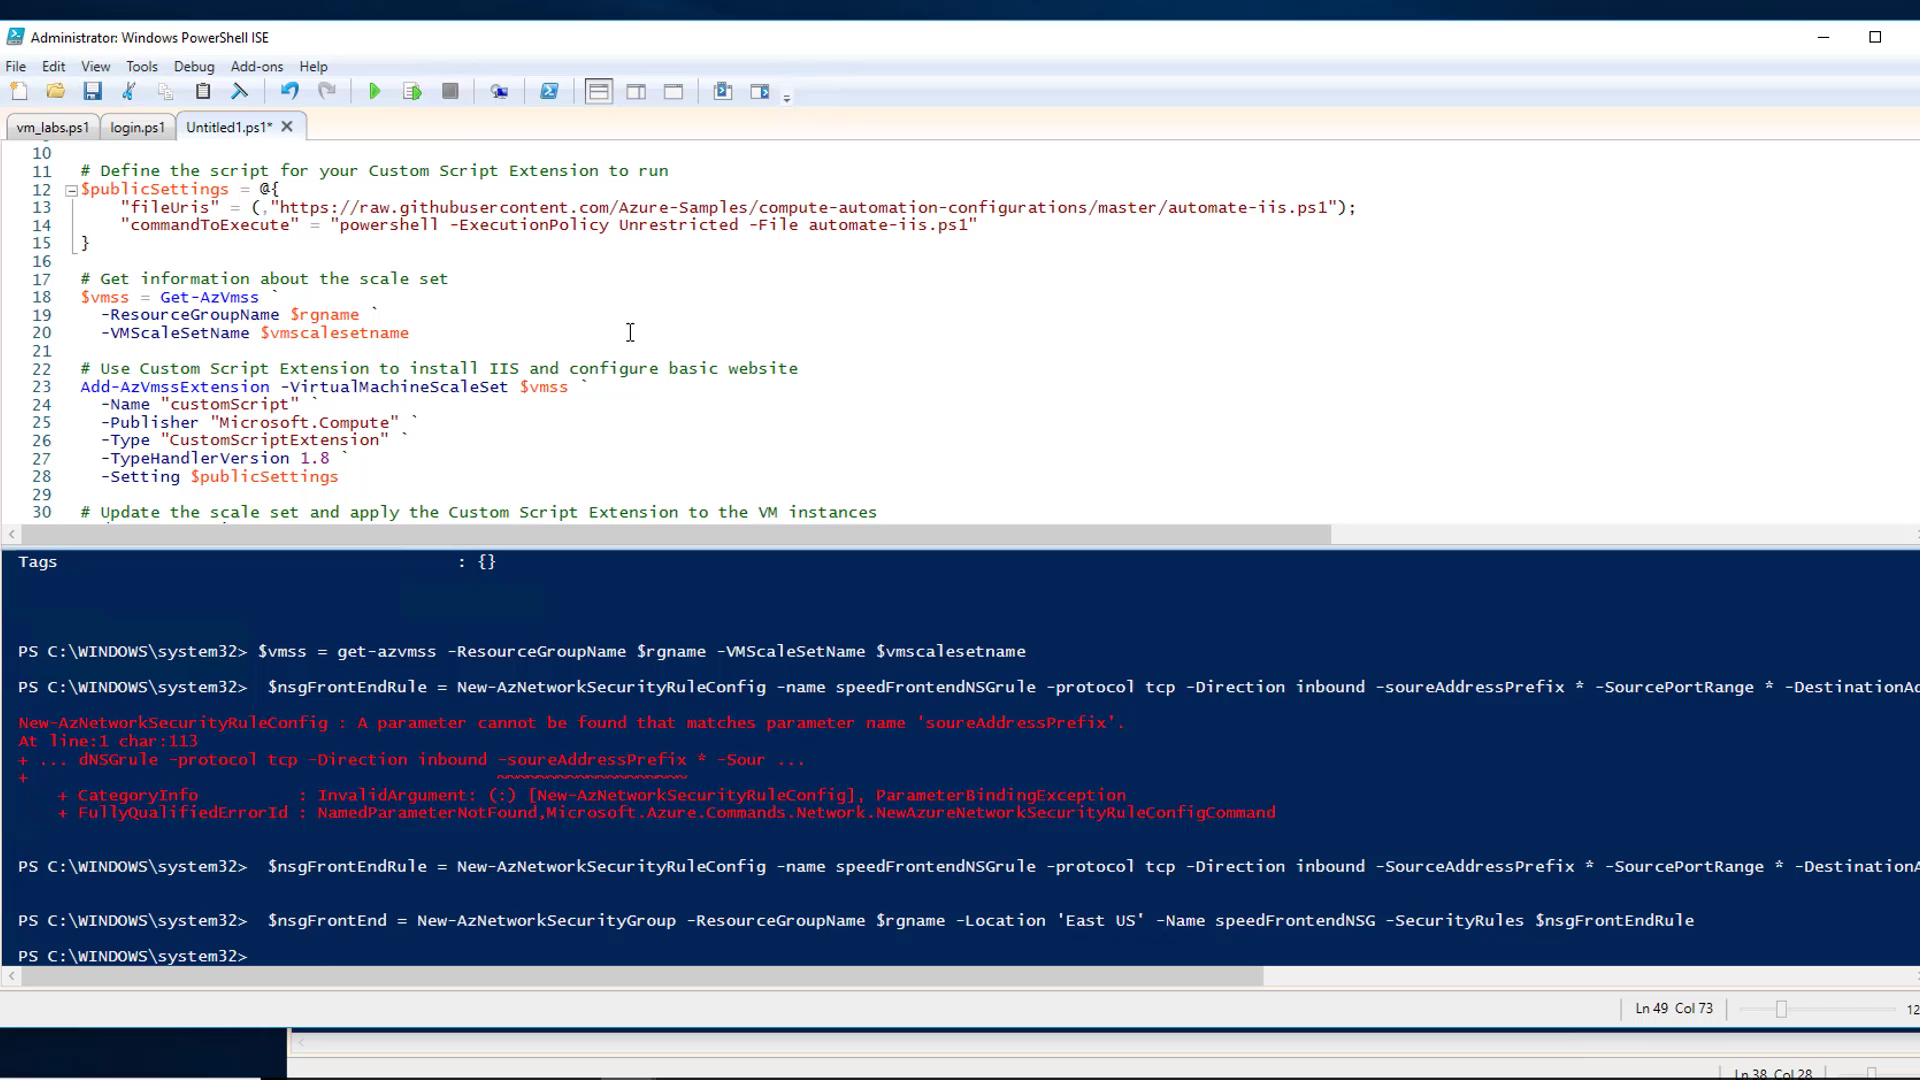 Administrator: Windows PowerShell ISE
File Edit View Tools Debug Add-ons Help
vm_labs.ps1 login.ps1 Untitled1.ps1*
10
11 # Define the script for your Custom Script Extension to run
12 $publicSettings = @{
13 "fileUris" = (,"https://raw.githubusercontent.com/Azure-Samples/compute-automation-configurations/master/automate-iis.ps1");
14 "commandToExecute" = "powershell -ExecutionPolicy Unrestricted -File automate-iis.ps1"
15 }
16
17 # Get information about the scale set
18 $vmss = Get-AzVmss `
19 -ResourceGroupName $rgname `
20 -VMScaleSetName $vmscalesetname
21
22 # Use Custom Script Extension to install IIS and configure basic website
23 Add-AzVmssExtension -VirtualMachineScaleSet $vmss `
24 -Name "customScript" `
25 -Publisher "Microsoft.Compute" `
26 -Type "CustomScriptExtension" `
27 -TypeHandlerVersion 1.8 `
28 -Setting $publicSettings
29
30 # Update the scale set and apply the Custom Script Extension to the VM instances
Tags : {}
PS C:\WINDOWS\system32> $vmss = get-azvmss -ResourceGroupName $rgname -VMScaleSetName $vmscalesetname
PS C:\WINDOWS\system32> $nsgFrontEndRule = New-AzNetworkSecurityRuleConfig -name speedFrontendNSGrule -protocol tcp -Direction inbound -soureAddressPrefix * -SourcePortRange * -DestinationAd
New-AzNetworkSecurityRuleConfig : A parameter cannot be found that matches parameter name 'soureAddressPrefix'.
At line:1 char:113
+ ... dNSGrule -protocol tcp -Direction inbound -soureAddressPrefix * -Sour ...
+ ~~~~~~~~~~~~~~~~~~~
+ CategoryInfo : InvalidArgument: (:) [New-AzNetworkSecurityRuleConfig], ParameterBindingException
+ FullyQualifiedErrorId : NamedParameterNotFound,Microsoft.Azure.Commands.Network.NewAzureNetworkSecurityRuleConfigCommand
PS C:\WINDOWS\system32> $nsgFrontEndRule = New-AzNetworkSecurityRuleConfig -name speedFrontendNSGrule -protocol tcp -Direction inbound -SourceAddressPrefix * -SourcePortRange * -DestinationA
PS C:\WINDOWS\system32> $nsgFrontEnd = New-AzNetworkSecurityGroup -ResourceGroupName $rgname -Location 'East US' -Name speedFrontendNSG -SecurityRules $nsgFrontEndRule
PS C:\WINDOWS\system32>
Ln 49 Col 73 12
Ln 38 Col 28